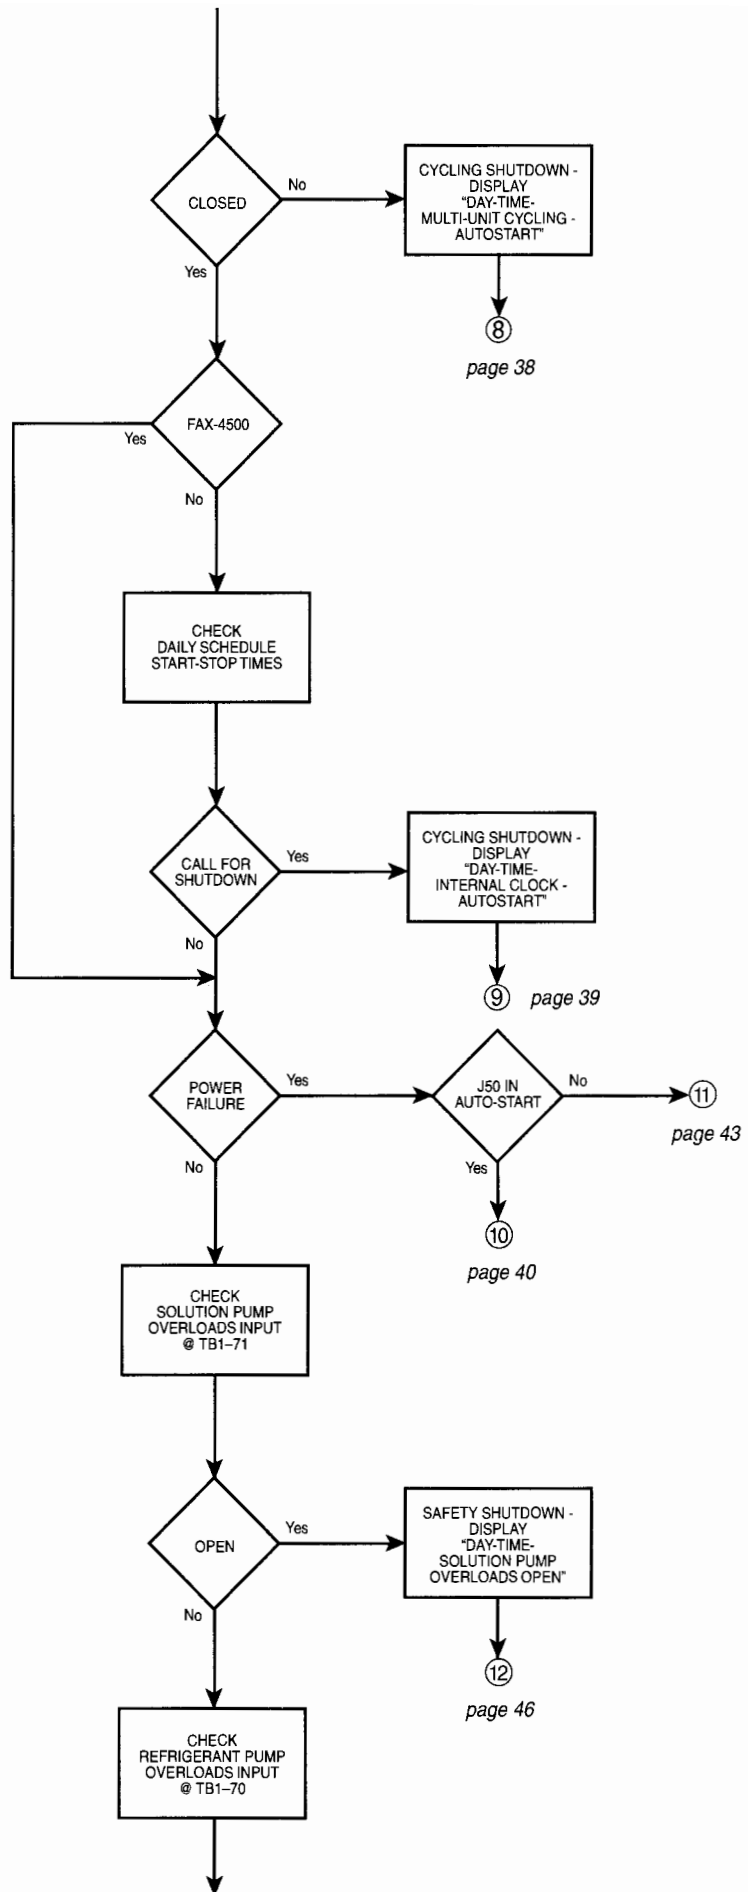 CLOSED
No
Yes
CYCLING SHUTDOWN -
DISPLAY
"DAY-TIME-
MULTI-UNIT CYCLING -
AUTOSTART"
8
page 38
FAX-4500
Yes
No
CHECK
DAILY SCHEDULE
START-STOP TIMES
CALL FOR
SHUTDOWN
Yes
No
CYCLING SHUTDOWN -
DISPLAY
"DAY-TIME-
INTERNAL CLOCK -
AUTOSTART"
9 page 39
POWER
FAILURE
Yes
No
J50 IN
AUTO-START
No
Yes
11
page 43
10
page 40
CHECK
SOLUTION PUMP
OVERLOADS INPUT
@ TB1–71
OPEN
Yes
No
SAFETY SHUTDOWN -
DISPLAY
"DAY-TIME-
SOLUTION PUMP
OVERLOADS OPEN"
12
page 46
CHECK
REFRIGERANT PUMP
OVERLOADS INPUT
@ TB1–70